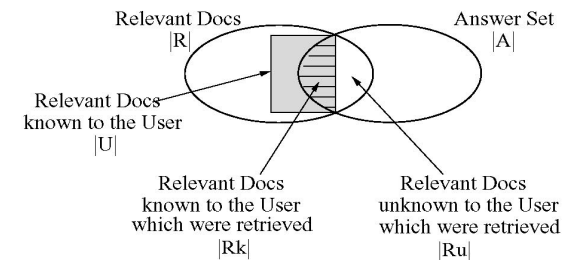 Relevant Docs
|R|
Answer Set
|A|
Relevant Docs
known to the User
|U|
Relevant Docs
known to the User
which were retrieved
|Rk|
Relevant Docs
unknown to the User
which were retrieved
|Ru|